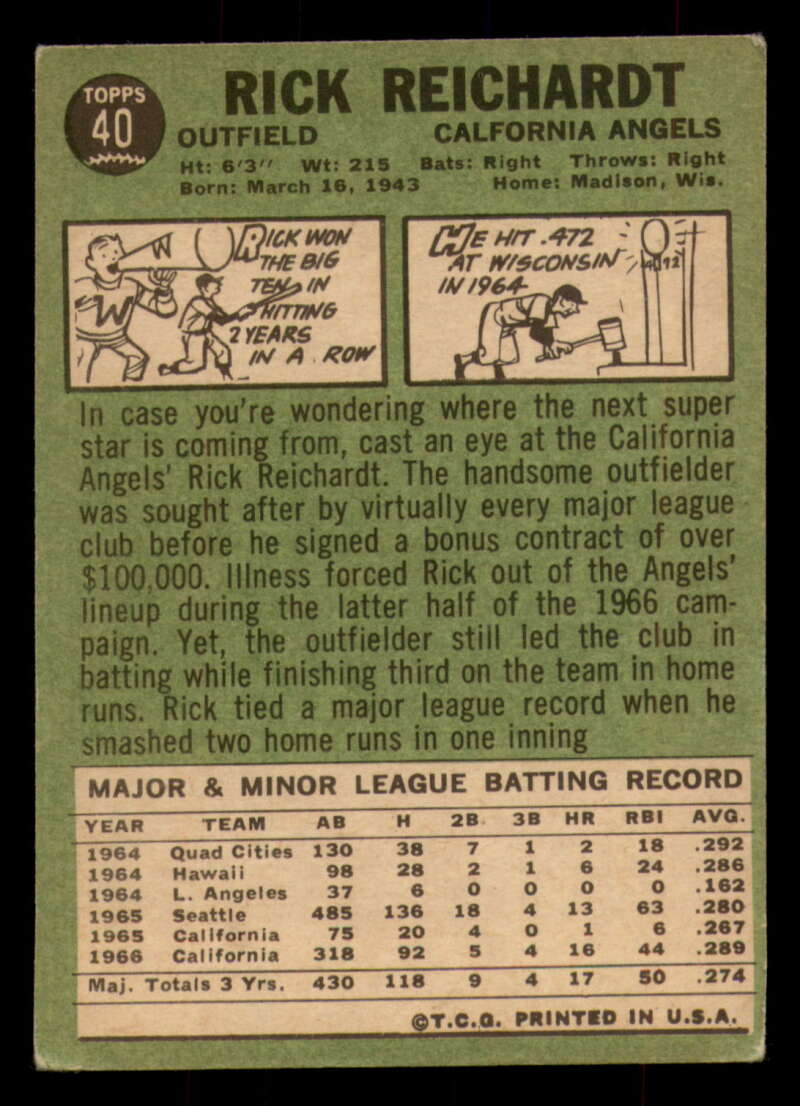 TOPPS
40
RICK REICHARDT
OUTFIELD CALFORNIA ANGELS
Ht: 6'3" Wt: 215 Bats: Right Throws: Right
Born: March 16, 1943 Home: Madison, Wis.
W
W
RICK WON
THE BIG
TEN IN
HITTING
2 YEARS
IN A ROW
HE HIT .472
AT WISCONSIN
IN 1964
.472
In case you're wondering where the next super
star is coming from, cast an eye at the California
Angels' Rick Reichardt. The handsome outfielder
was sought after by virtually every major league
club before he signed a bonus contract of over
$100,000. Illness forced Rick out of the Angels'
lineup during the latter half of the 1966 cam-
paign. Yet, the outfielder still led the club in
batting while finishing third on the team in home
runs. Rick tied a major league record when he
smashed two home runs in one inning
MAJOR & MINOR LEAGUE BATTING RECORD
YEAR TEAM AB H 2B 3B HR RBI AVG.
1964 Quad Cities 130 38 7 1 2 18 .292
1964 Hawaii 98 28 2 1 6 24 .286
1964 L. Angeles 37 6 0 0 0 0 .162
1965 Seattle 485 136 18 4 13 63 .280
1965 California 75 20 4 0 1 6 .267
1966 California 318 92 5 4 16 44 .289
Maj. Totals 3 Yrs. 430 118 9 4 17 50 .274
©T.C.G. PRINTED IN U.S.A.